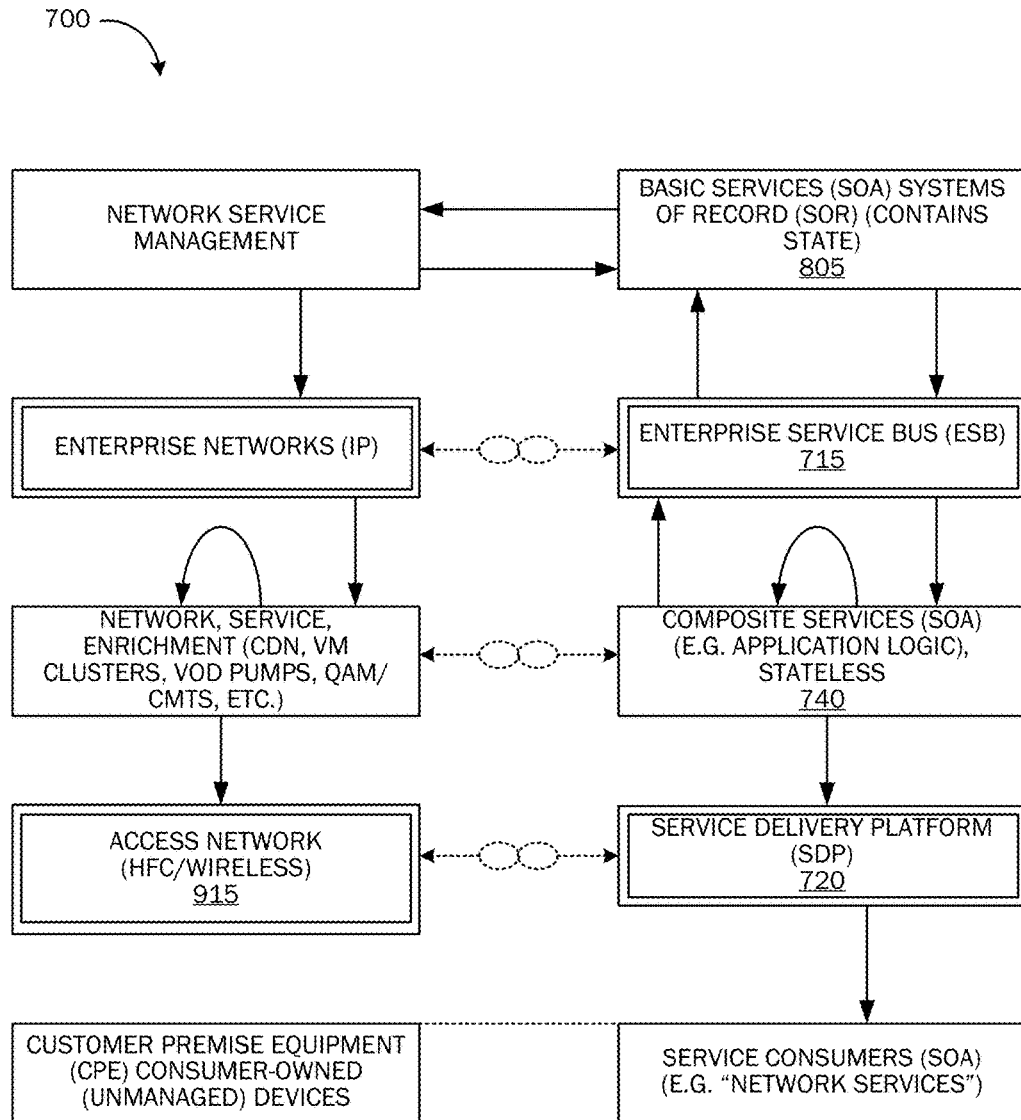 700
NETWORK SERVICE
MANAGEMENT
BASIC SERVICES (SOA) SYSTEMS
OF RECORD (SOR) (CONTAINS
STATE)
805
ENTERPRISE NETWORKS (IP)
ENTERPRISE SERVICE BUS (ESB)
715
NETWORK, SERVICE,
ENRICHMENT (CDN, VM
CLUSTERS, VOD PUMPS, QAM/
CMTS, ETC.)
COMPOSITE SERVICES (SOA)
(E.G. APPLICATION LOGIC),
STATELESS
740
ACCESS NETWORK
(HFC/WIRELESS)
915
SERVICE DELIVERY PLATFORM
(SDP)
720
CUSTOMER PREMISE EQUIPMENT
(CPE) CONSUMER-OWNED
(UNMANAGED) DEVICES
SERVICE CONSUMERS (SOA)
(E.G. "NETWORK SERVICES")